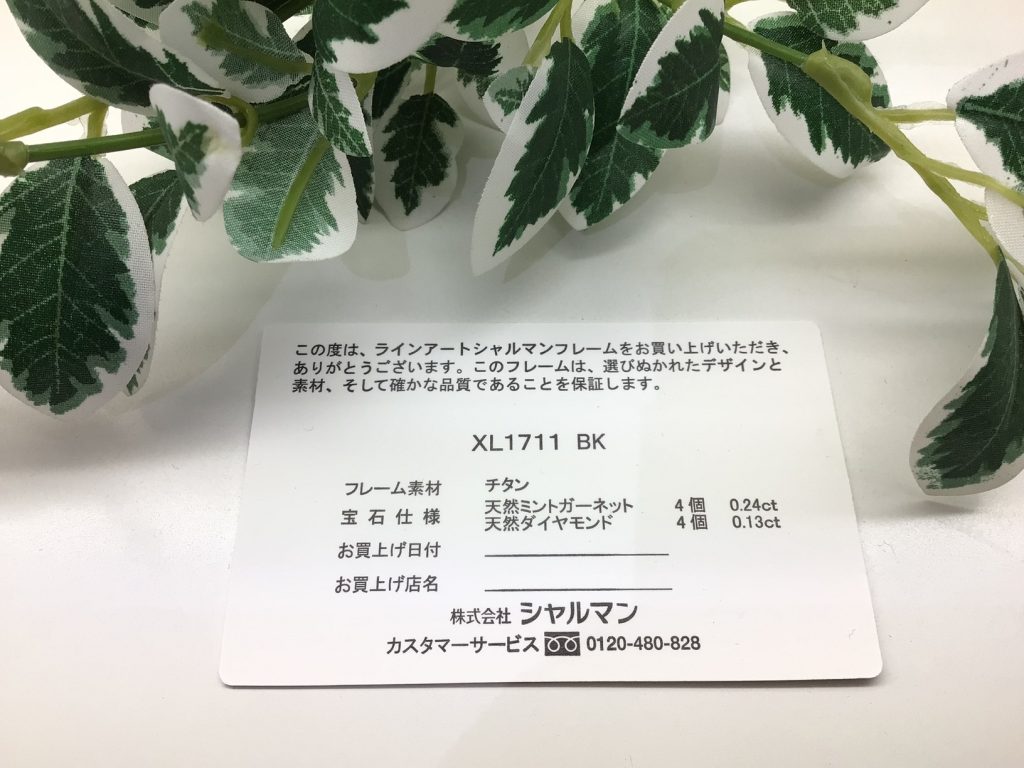 この度は、ラインアートシャルマンフレームをお買い上げいただき、
ありがとうございます。このフレームは、選びぬかれたデザインと
素材、そして確かな品質であることを保証します。
XL1711 BK
フレーム素材 チタン
宝石仕様 天然ミントガーネット 4個 0.24ct
天然ダイヤモンド 4個 0.13ct
お買上げ日付
お買上げ店名
株式会社 シャルマン
カスタマーサービス 0120-480-828